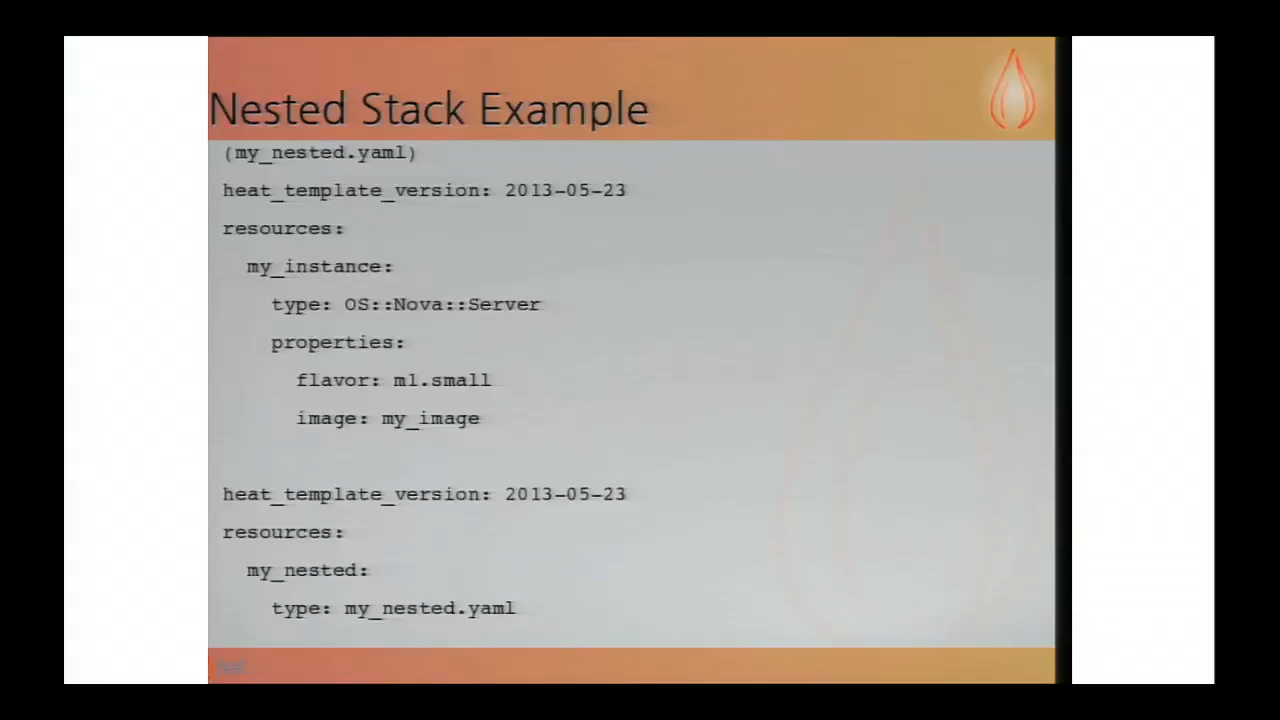 Nested Stack Example
(my_nested.yaml)
heat_template_version: 2013-05-23
resources:
my_instance:
type: OS::Nova::Server
properties:
flavor: m1.small
image: my_image
heat_template_version: 2013-05-23
resources:
my_nested:
type: my_nested.yaml